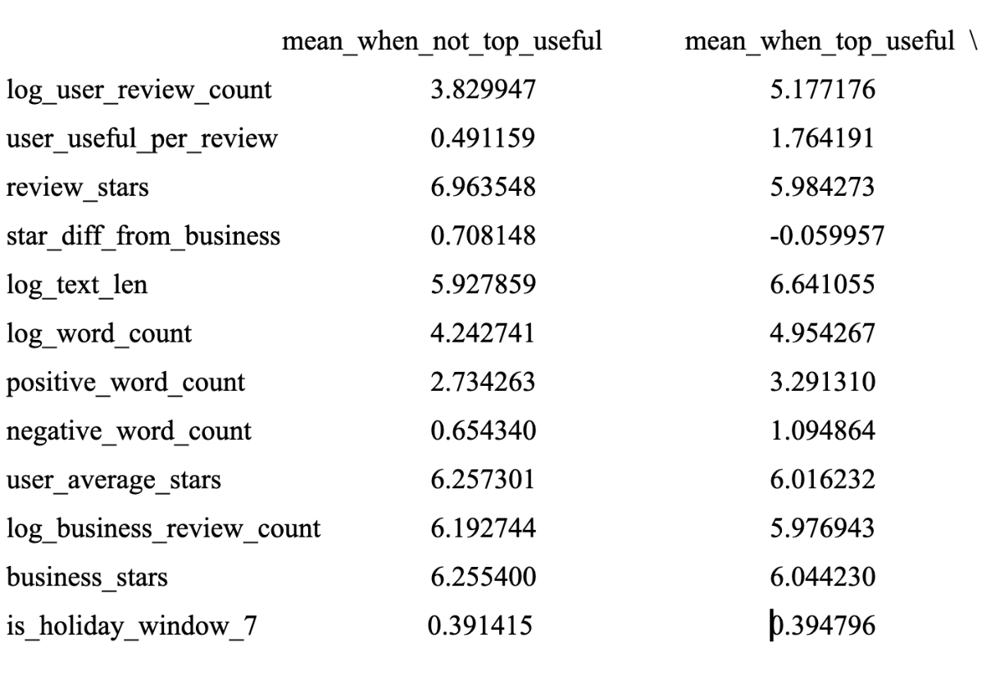 mean_when_not_top_useful mean_when_top_useful \
log_user_review_count 3.829947 5.177176
user_useful_per_review 0.491159 1.764191
review_stars 6.963548 5.984273
star_diff_from_business 0.708148 -0.059957
log_text_len 5.927859 6.641055
log_word_count 4.242741 4.954267
positive_word_count 2.734263 3.291310
negative_word_count 0.654340 1.094864
user_average_stars 6.257301 6.016232
log_business_review_count 6.192744 5.976943
business_stars 6.255400 6.044230
is_holiday_window_7 0.391415 0.394796